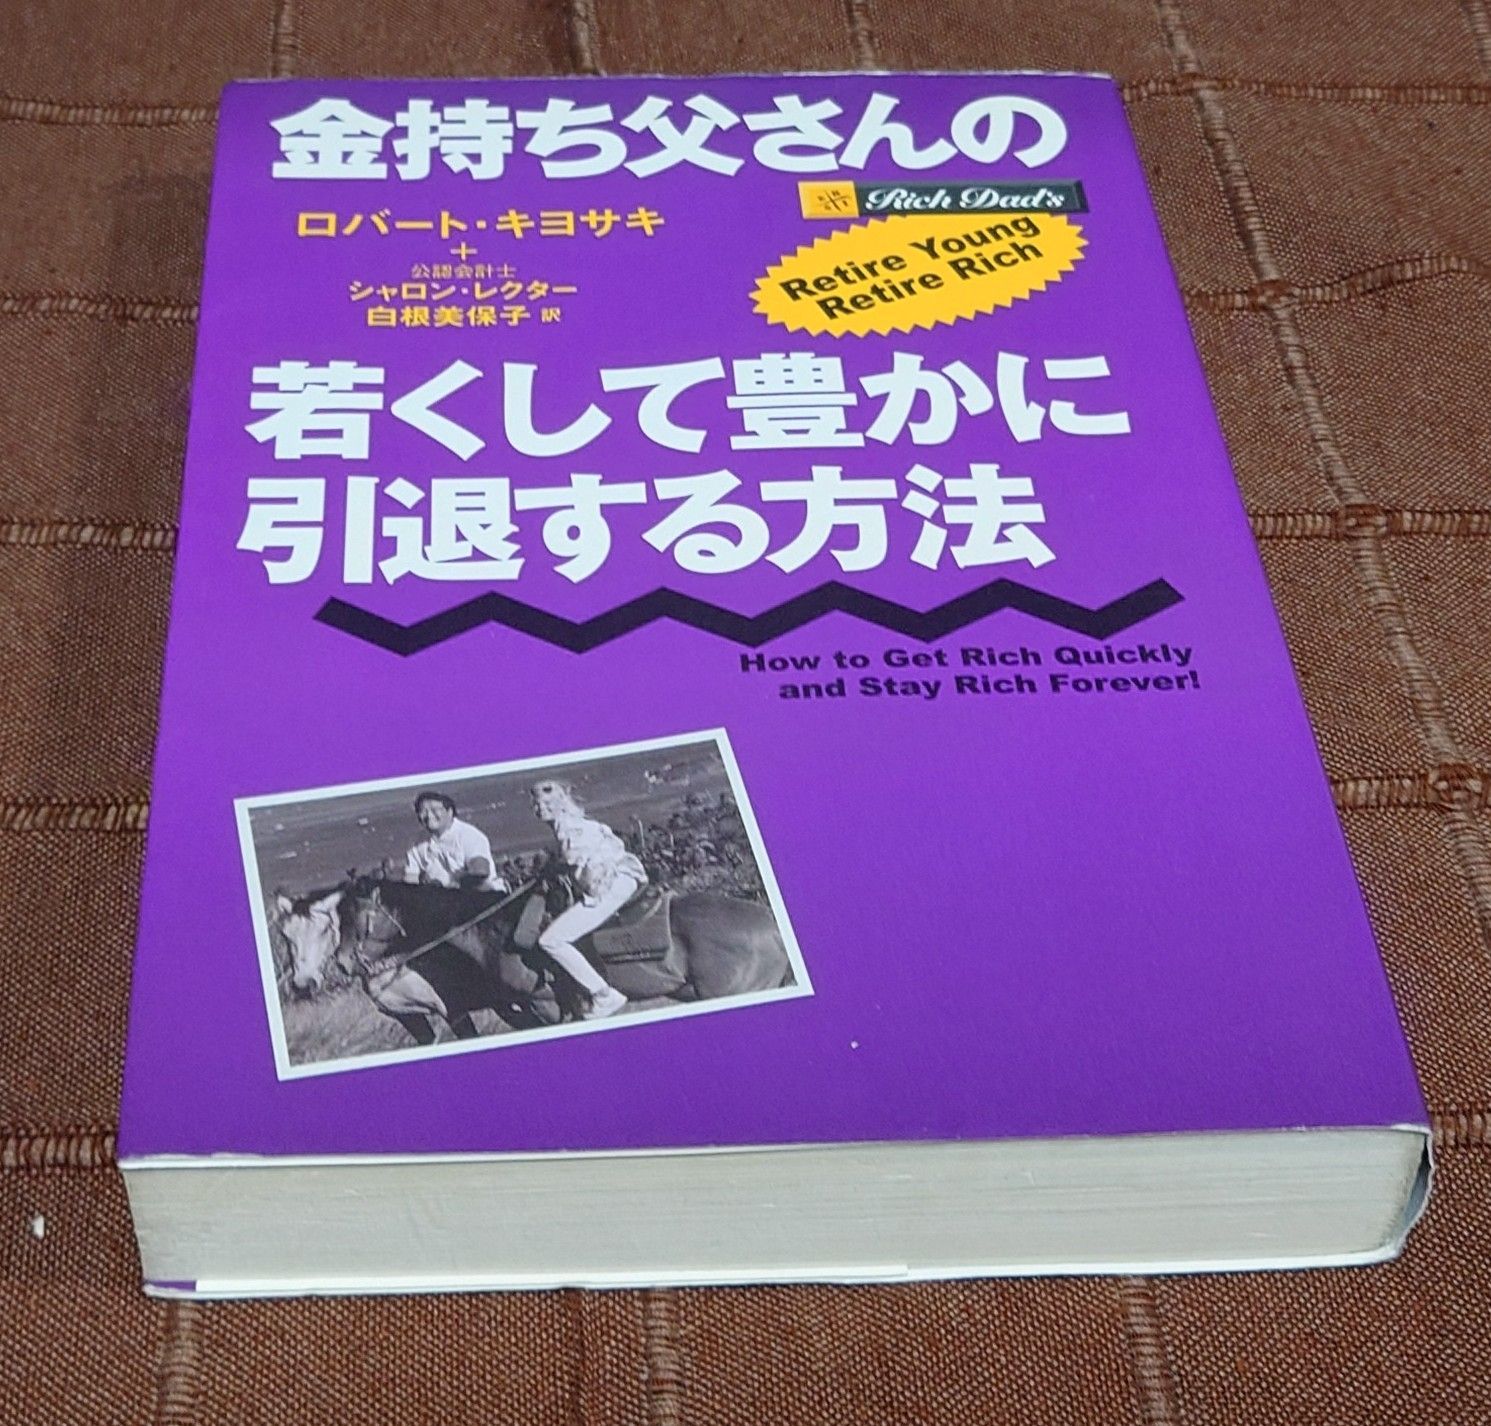 金持ち父さんの
Rich Dad's
Retire Young
Retire Rich
ロバート・キヨサキ
+
公認会計士
シャロン・レクター
白根美保子 訳
若くして豊かに
引退する方法
How to Get Rich Quickly
and Stay Rich Forever!